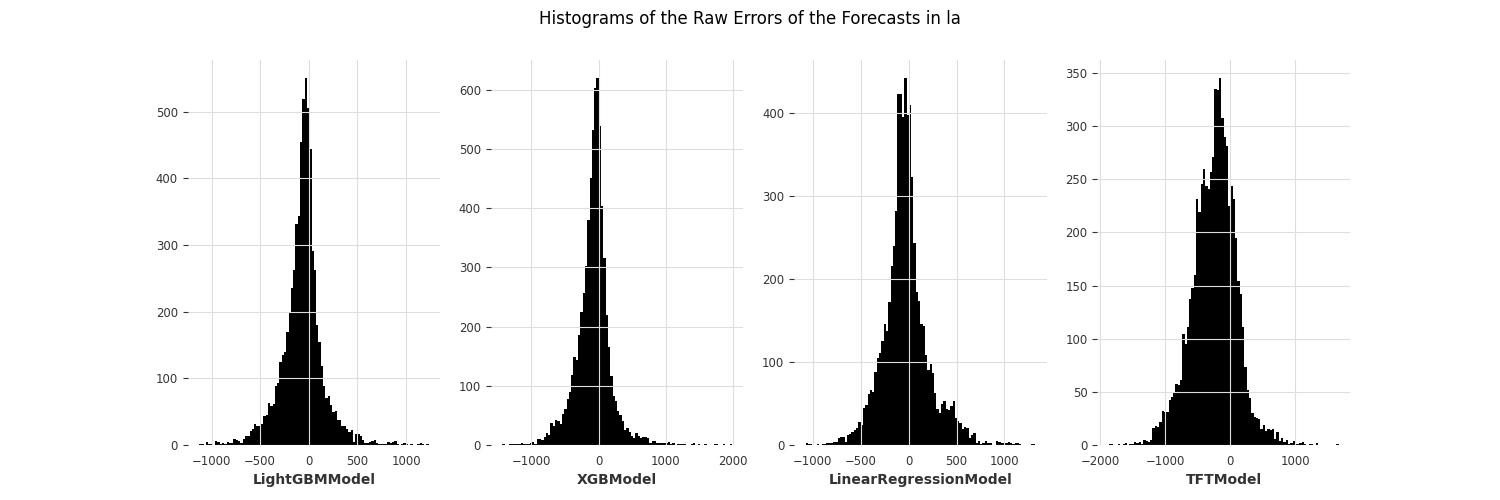 Histograms of the Raw Errors of the Forecasts in la
500
400
300
200
100
0
−1000 −500 0 500 1000
LightGBMModel
600
500
400
300
200
100
0
−1000 0 1000 2000
XGBModel
400
300
200
100
0
−1000 −500 0 500 1000
LinearRegressionModel
350
300
250
200
150
100
50
0
−2000 −1000 0 1000
TFTModel